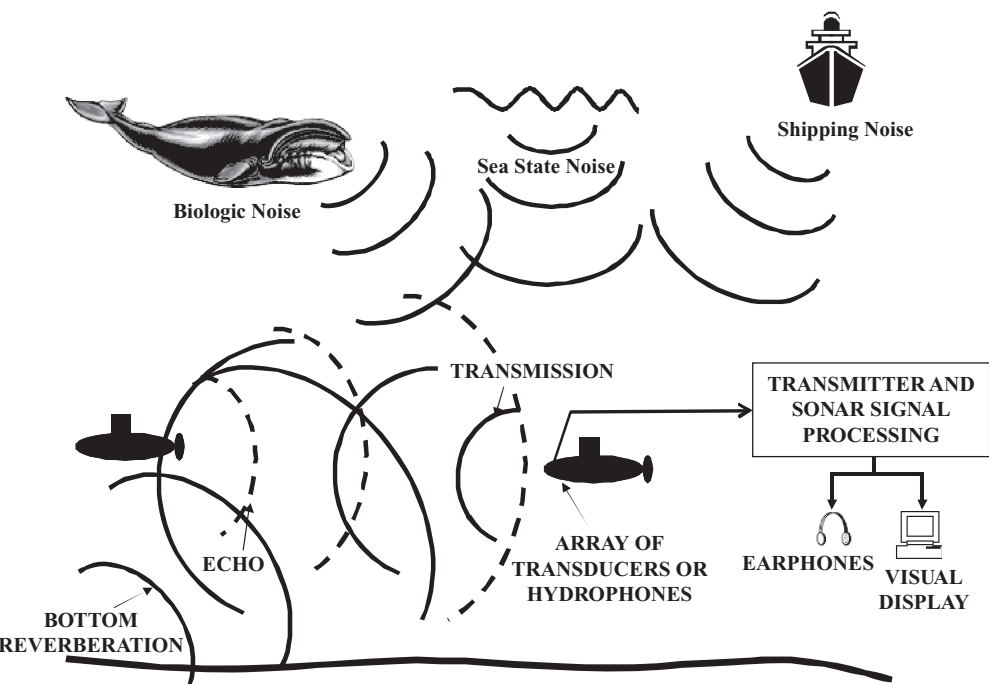 Shipping Noise
Sea State Noise
Biologic Noise
TRANSMISSION
TRANSMITTER AND
SONAR SIGNAL
PROCESSING
ECHO
ARRAY OF
TRANSDUCERS OR
HYDROPHONES
EARPHONES
VISUAL
DISPLAY
BOTTOM
REVERBERATION